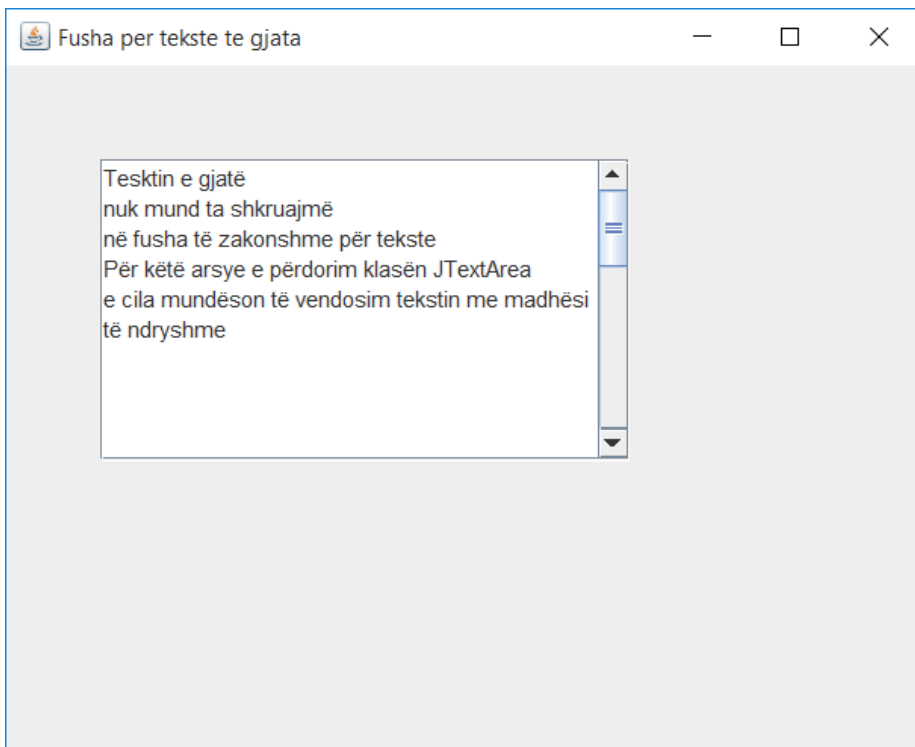 Fusha per tekste te gjata
Tesktin e gjatë
nuk mund ta shkruajmë
në fusha të zakonshme për tekste
Për këtë arsye e përdorim klasën JTextArea
e cila mundëson të vendosim tekstin me madhësi
të ndryshme